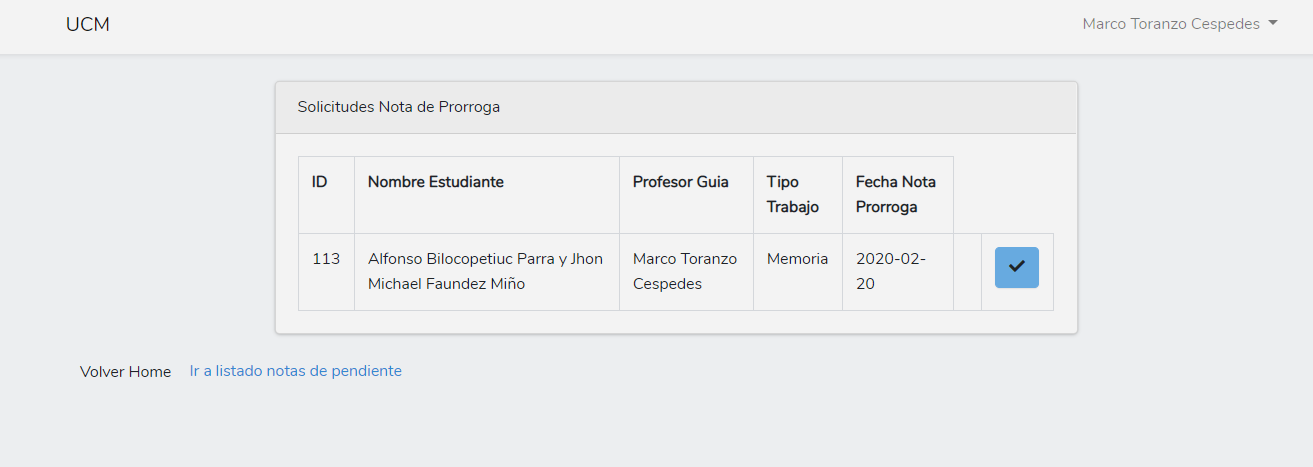 UCM
Marco Toranzo Cespedes
Solicitudes Nota de Prorroga
ID
Nombre Estudiante
Profesor Guia
Tipo
Trabajo
Fecha Nota
Prorroga
113
Alfonso Bilocopetiuc Parra y Jhon
Michael Faundez Miño
Marco Toranzo
Cespedes
Memoria
2020-02-
20
Volver Home
Ir a listado notas de pendiente